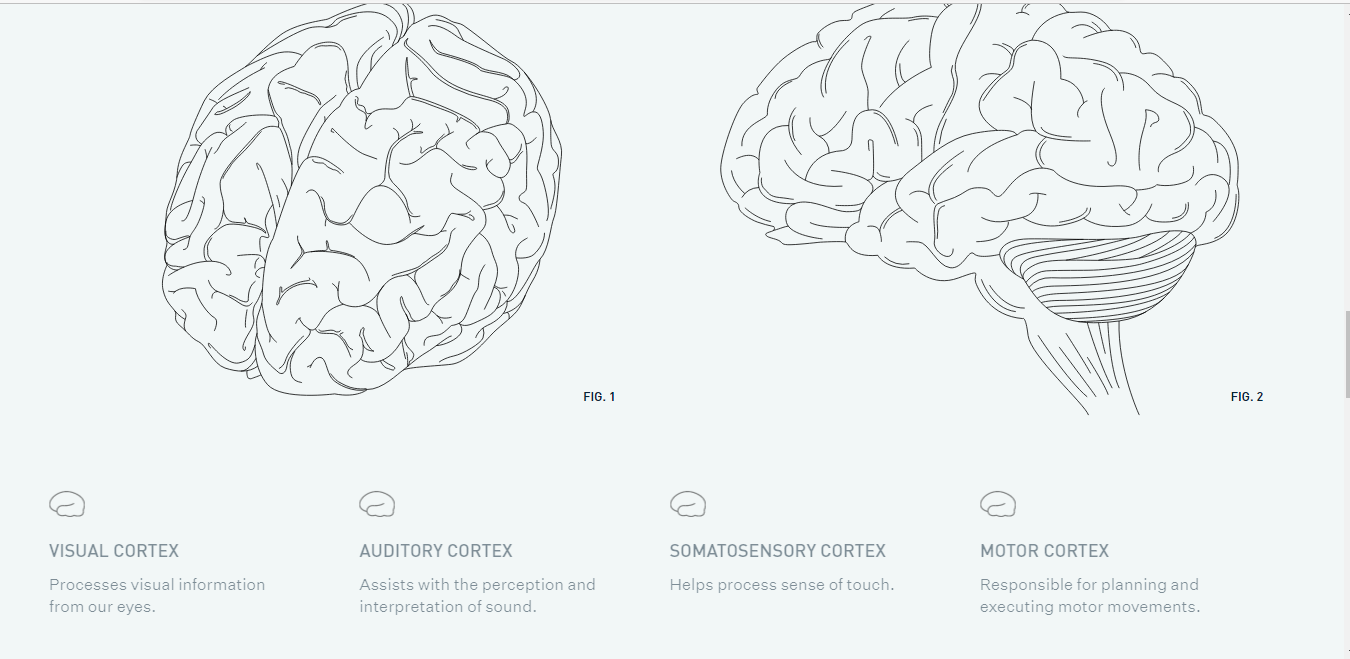 FIG. 1
FIG. 2
VISUAL CORTEX
Processes visual information
from our eyes.
AUDITORY CORTEX
Assists with the perception and
interpretation of sound.
SOMATOSENSORY CORTEX
Helps process sense of touch.
MOTOR CORTEX
Responsible for planning and
executing motor movements.